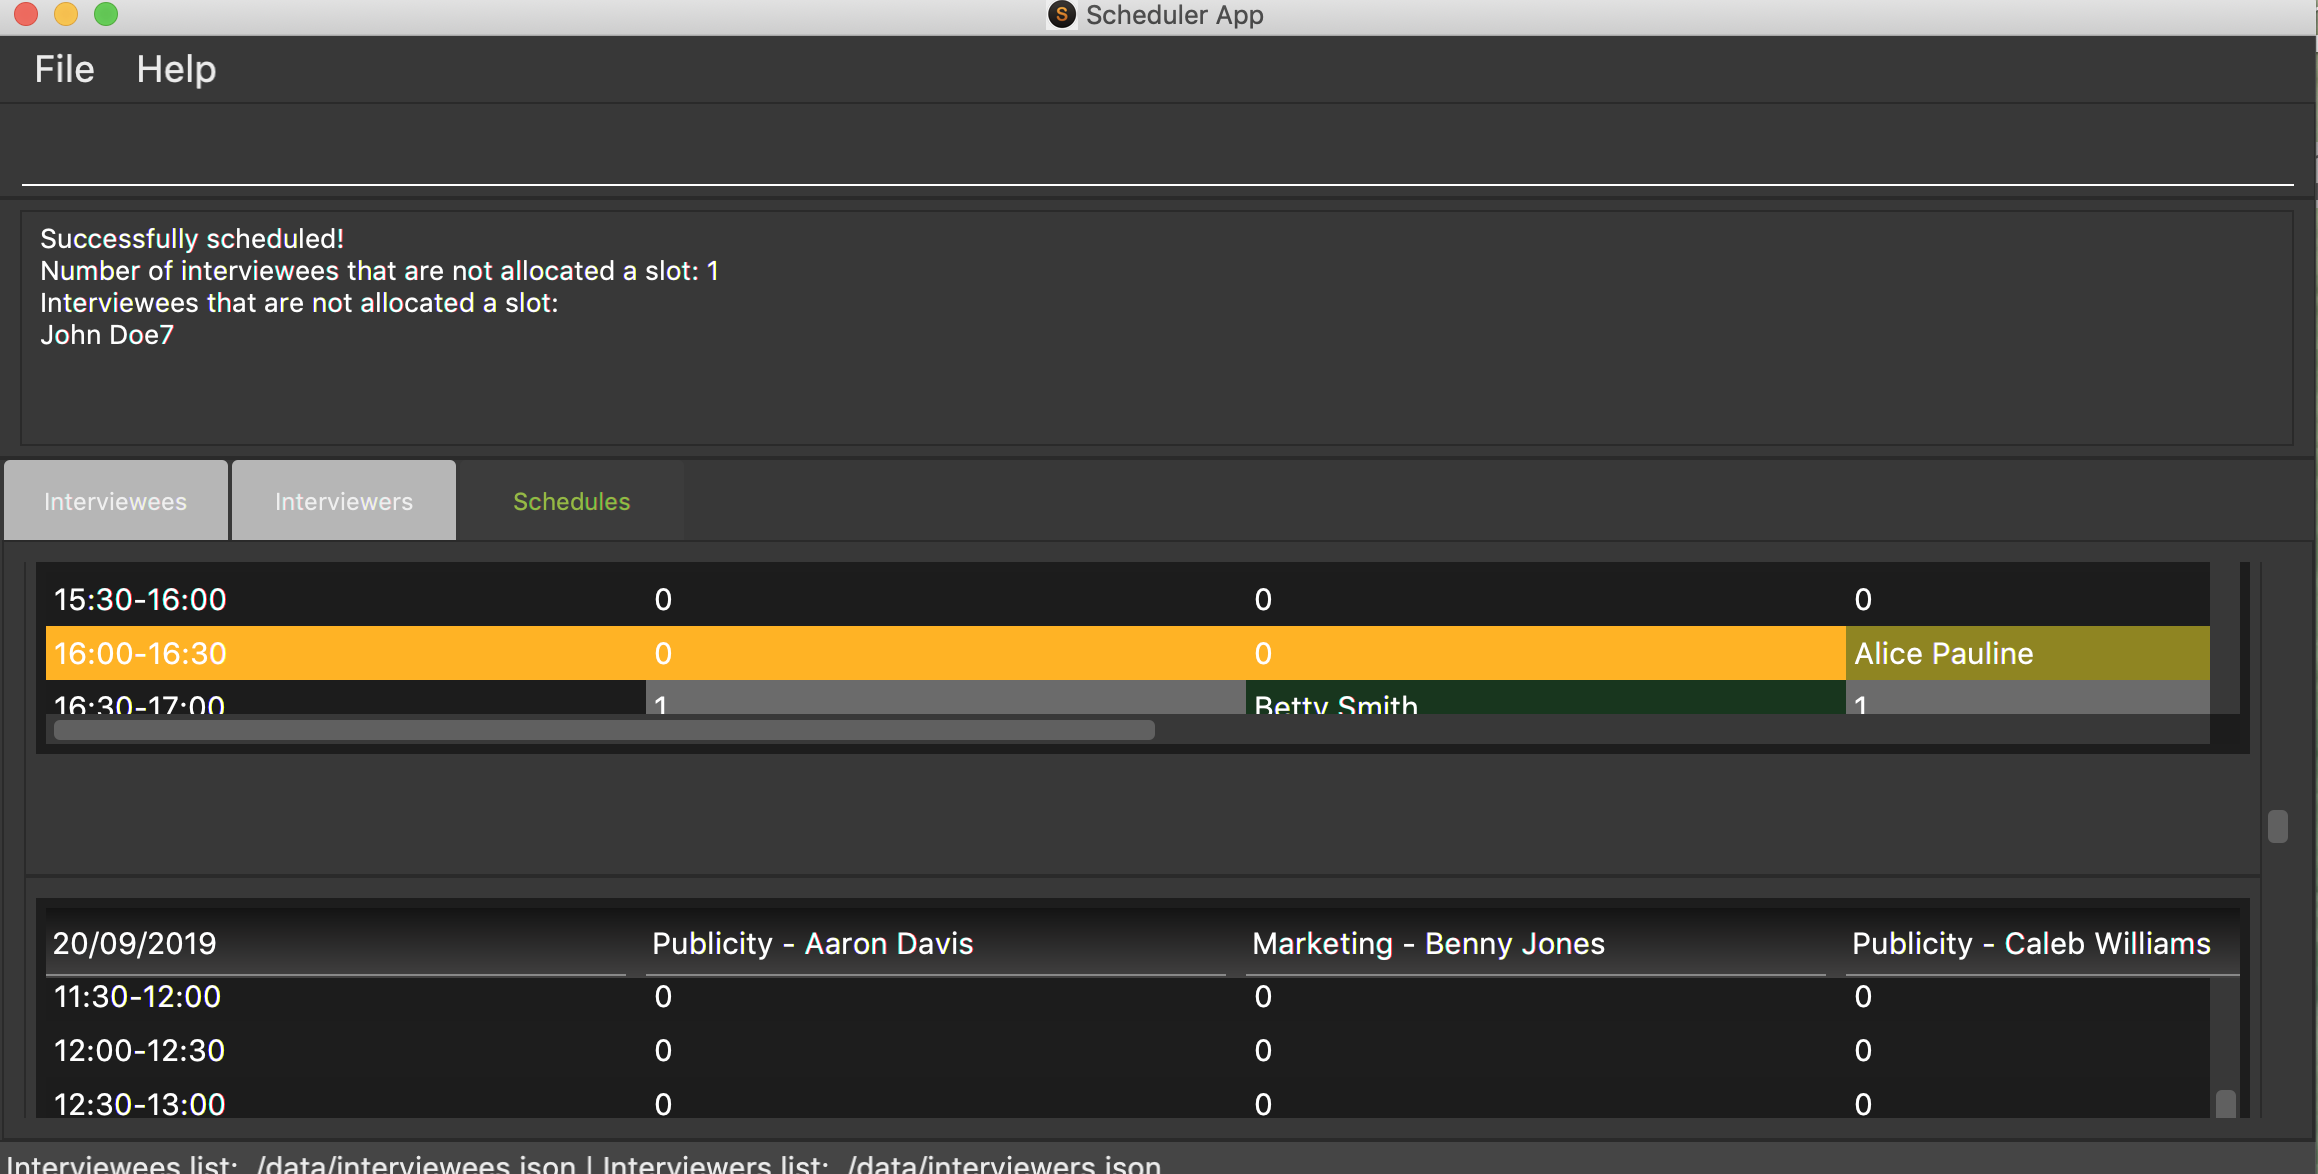 S Scheduler App
File Help
Successfully scheduled!
Number of interviewees that are not allocated a slot: 1
Interviewees that are not allocated a slot:
John Doe7
Interviewees Interviewers Schedules
15:30-16:00 0 0 0
16:00-16:30 0 0 Alice Pauline
16:30-17:00 1 Betty Smith 1
20/09/2019 Publicity - Aaron Davis Marketing - Benny Jones Publicity - Caleb Williams
11:30-12:00 0 0 0
12:00-12:30 0 0 0
12:30-13:00 0 0 0
Interviewees list: ./data/interviewees.json | Interviewers list: ./data/interviewers.json